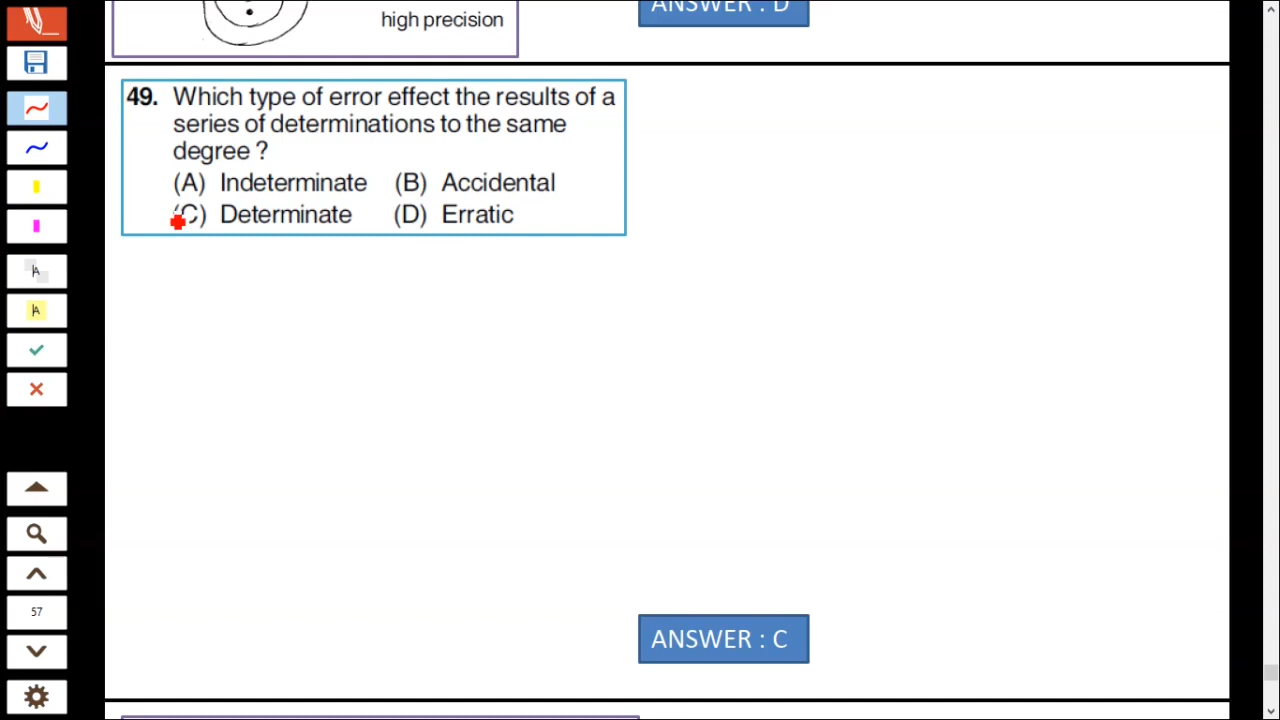 high precision
ANSWER : D
49. Which type of error effect the results of a
series of determinations to the same
degree ?
(A) Indeterminate (B) Accidental
(C) Determinate (D) Erratic
ANSWER : C
57